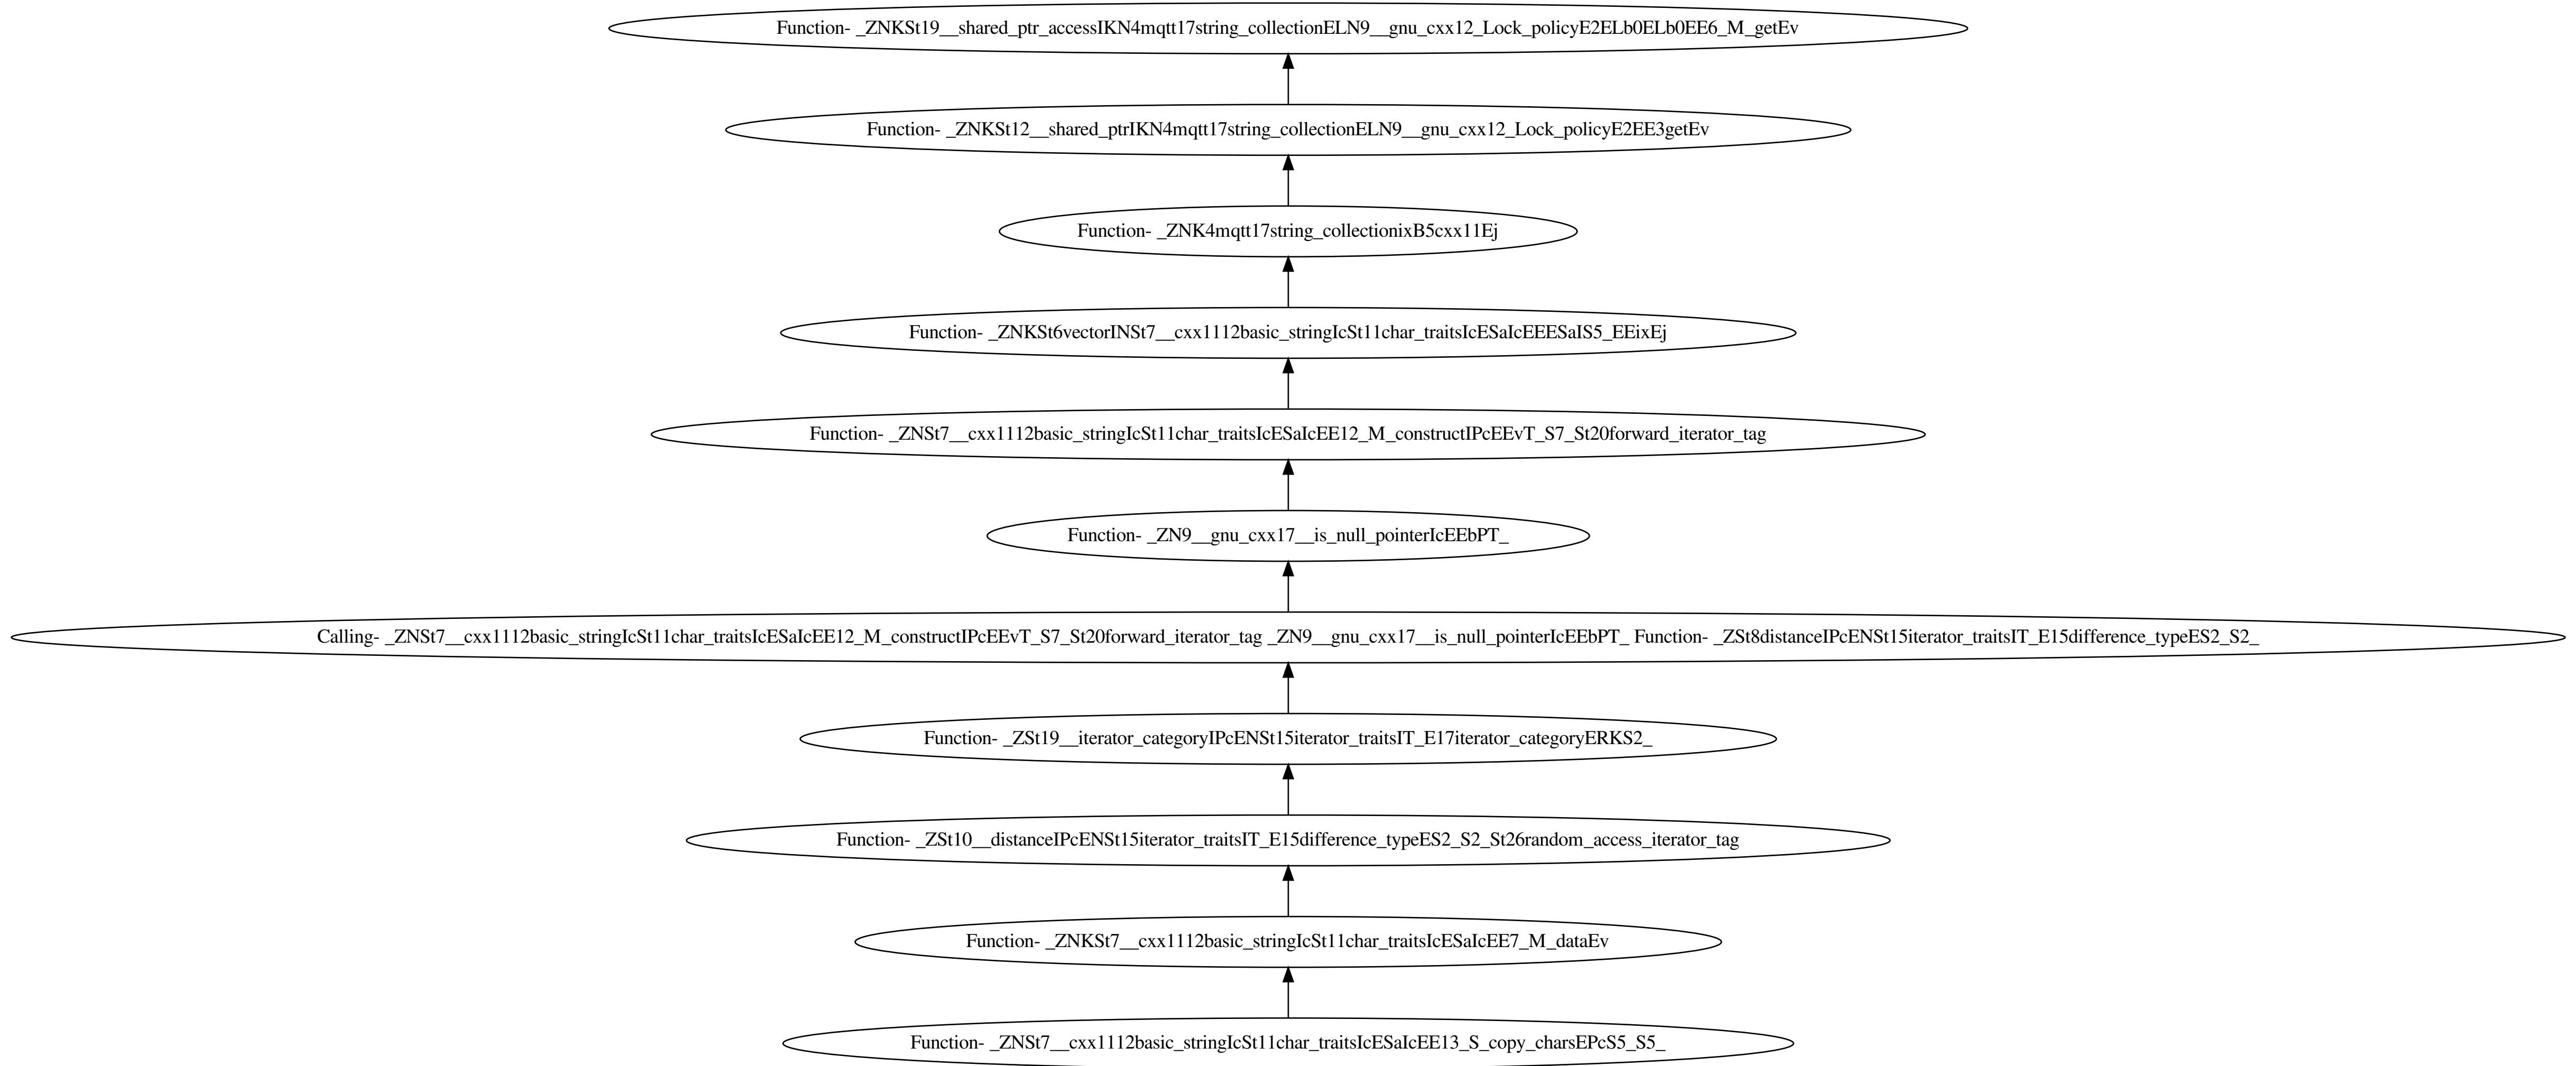 Function- _ZNKSt19__shared_ptr_accessIKN4mqtt17string_collectionELN9__gnu_cxx12_Lock_policyE2ELb0ELb0EE6_M_getEv
Function- _ZNKSt12__shared_ptrIKN4mqtt17string_collectionELN9__gnu_cxx12_Lock_policyE2EE3getEv
Function- _ZNK4mqtt17string_collectionixB5cxx11Ej
Function- _ZNKSt6vectorINSt7__cxx1112basic_stringIcSt11char_traitsIcESaIcEEESaIS5_EEixEj
Function- _ZNSt7__cxx1112basic_stringIcSt11char_traitsIcESaIcEE12_M_constructIPcEEvT_S7_St20forward_iterator_tag
Function- _ZN9__gnu_cxx17__is_null_pointerIcEEbPT_
Calling- _ZNSt7__cxx1112basic_stringIcSt11char_traitsIcESaIcEE12_M_constructIPcEEvT_S7_St20forward_iterator_tag _ZN9__gnu_cxx17__is_null_pointerIcEEbPT_ Function- _ZSt8distanceIPcENSt15iterator_traitsIT_E15difference_typeES2_S2_
Function- _ZSt19__iterator_categoryIPcENSt15iterator_traitsIT_E17iterator_categoryERKS2_
Function- _ZSt10__distanceIPcENSt15iterator_traitsIT_E15difference_typeES2_S2_St26random_access_iterator_tag
Function- _ZNKSt7__cxx1112basic_stringIcSt11char_traitsIcESaIcEE7_M_dataEv
Function- _ZNSt7__cxx1112basic_stringIcSt11char_traitsIcESaIcEE13_S_copy_charsEPcS5_S5_